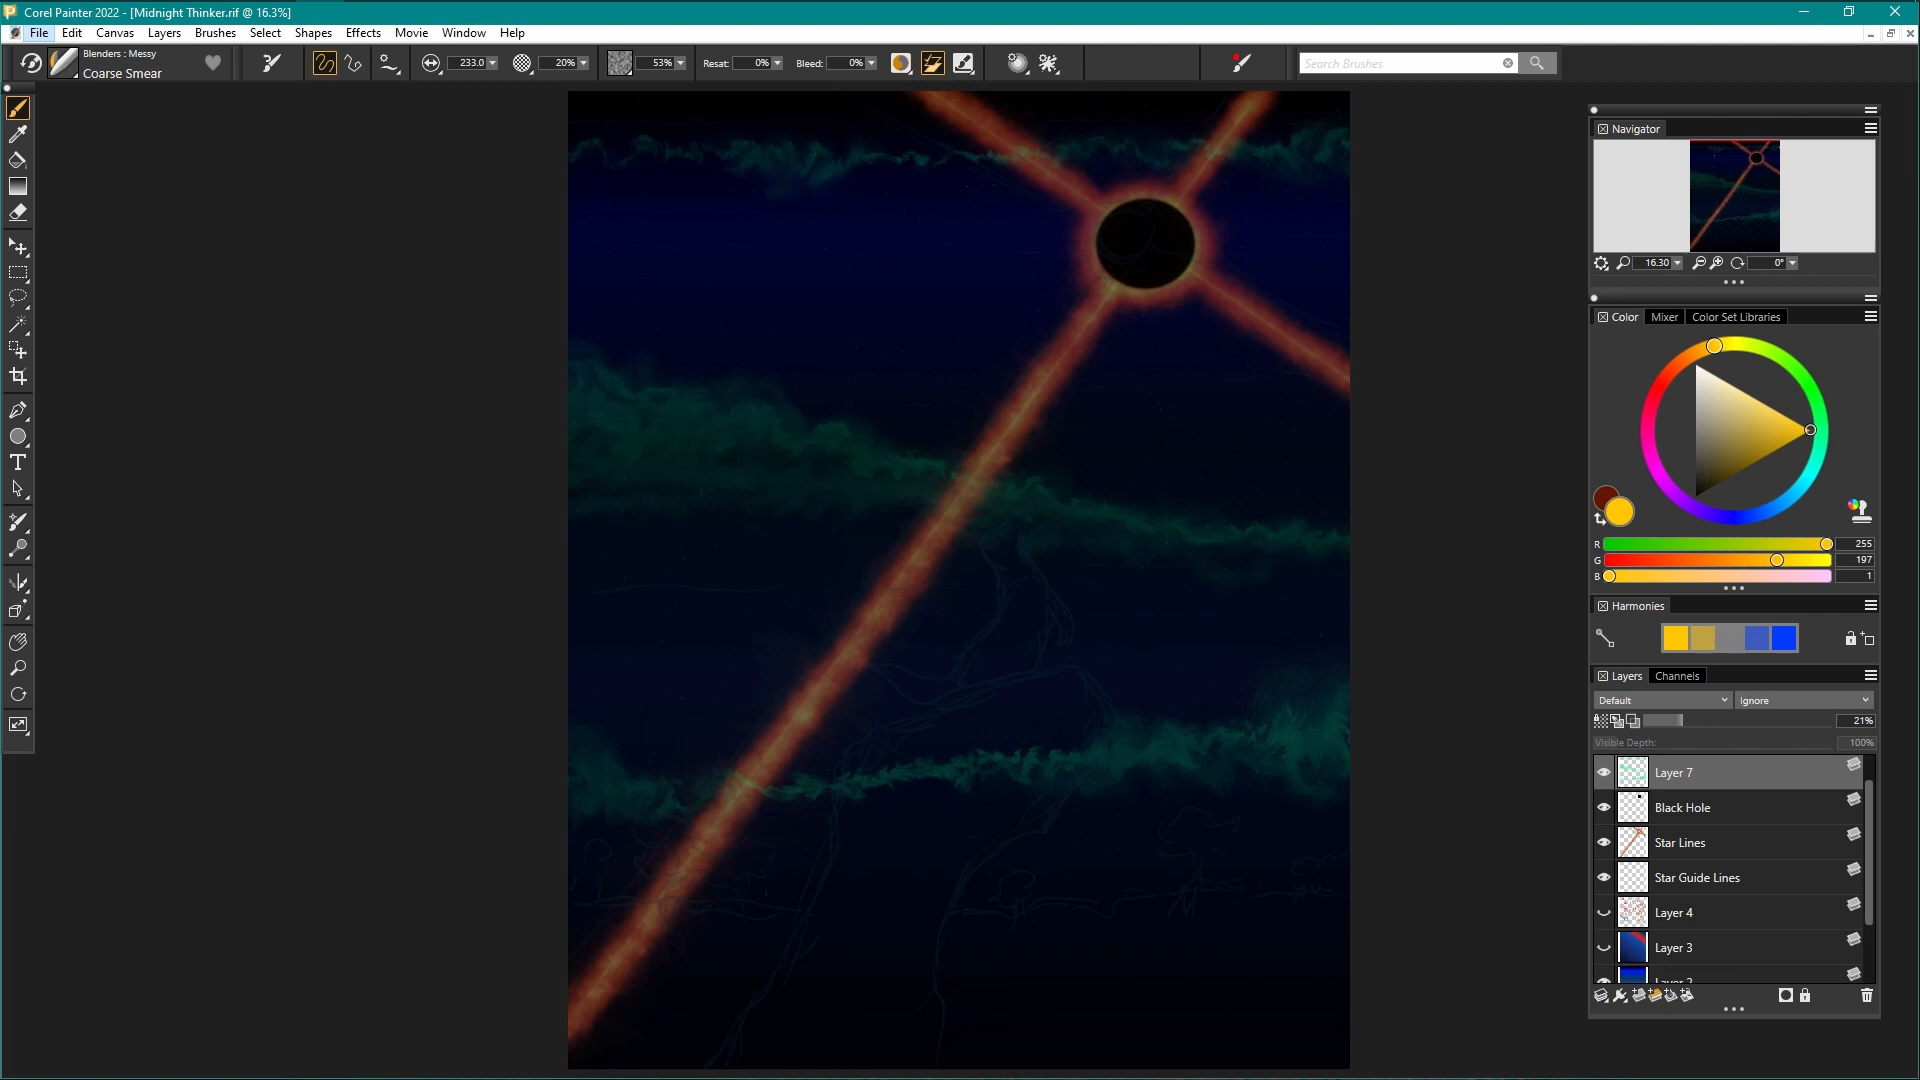 Corel Painter 2022 - [Midnight Thinker.rif @ 16.3%]
File Edit Canvas Layers Brushes Select Shapes Effects Movie Window Help
Blenders : Messy
Coarse Smear
233.0
20%
53%
Resat: 0%
Bleed: 0%
Search Brushes
Navigator
16.30
0°
Color Mixer Color Set Libraries
R 255
G 197
B 1
Harmonies
Layers Channels
Default Ignore
21%
Visible Depth: 100%
Layer 7
Black Hole
Star Lines
Star Guide Lines
Layer 4
Layer 3
Layer 2